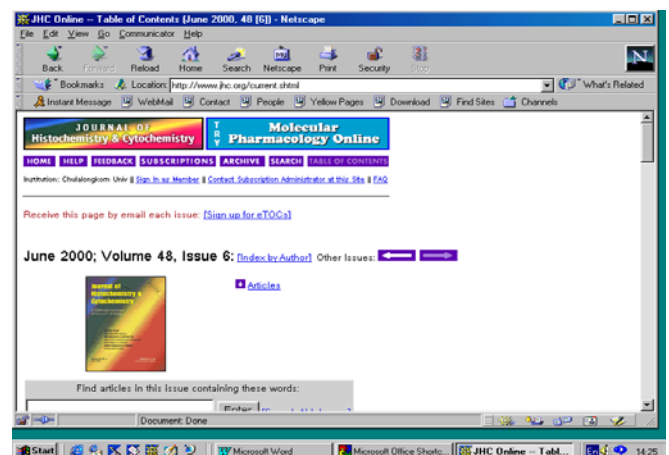 JHC Online -- Table of Contents (June 2000, 48 [6]) - Netscape
File Edit View Go Communicator Help
Back Forward Reload Home Search Netscape Print Security Stop
Bookmarks Location: http://www.jhc.org/current.shtml What's Related
Instant Message WebMail Contact People Yellow Pages Download Find Sites Channels
JOURNAL OF
Histochemistry & Cytochemistry
TRY Molecular
Pharmacology Online
HOME HELP FEEDBACK SUBSCRIPTIONS ARCHIVE SEARCH TABLE OF CONTENTS
Institution: Chulalongkorn Univ || Sign In as Member || Contact Subscription Administrator at this Site || FAQ
Receive this page by email each issue: [Sign up for eTOCs]
June 2000; Volume 48, Issue 6: [Index by Author] Other Issues:
Journal of
Histochemistry &
Cytochemistry
Articles
Find articles in this issue containing these words:
Enter
Document: Done
Start Microsoft Word Microsoft Office Shortc... JHC Online -- Tabl... En 14:25